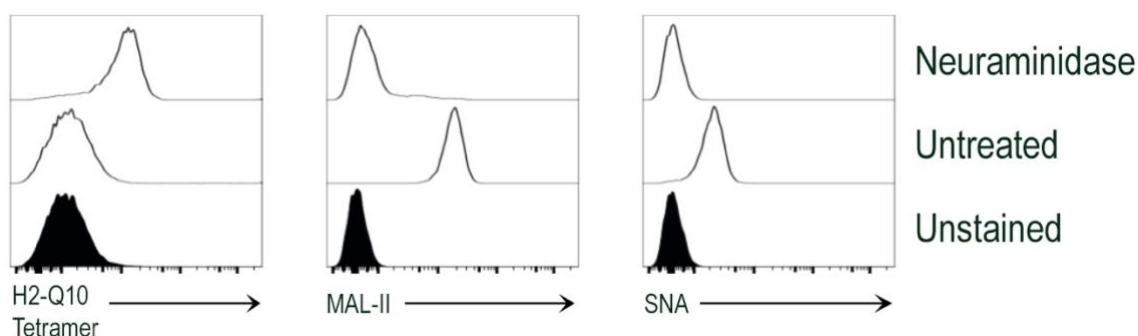 Neuraminidase
Untreated
Unstained
H2-Q10
Tetramer
MAL-II
SNA